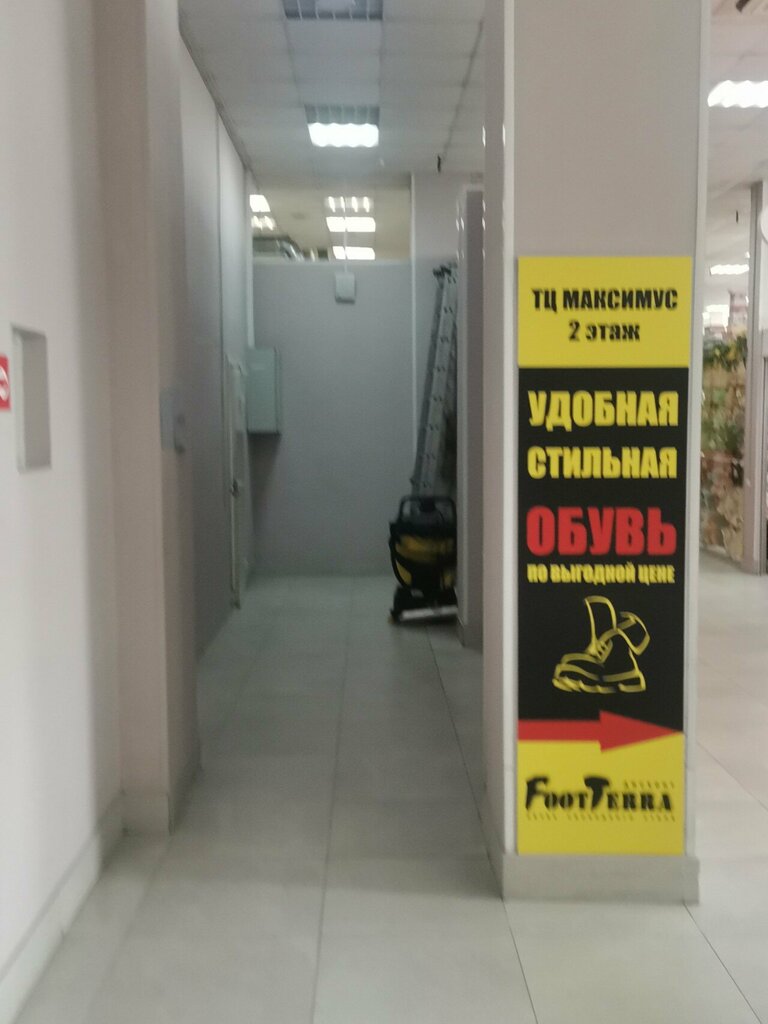 ТЦ МАКСИМУС
2 этаж
УДОБНАЯ
СТИЛЬНАЯ
ОБУВЬ
ПО ВЫГОДНОЙ ЦЕНЕ
FOOTTERRA